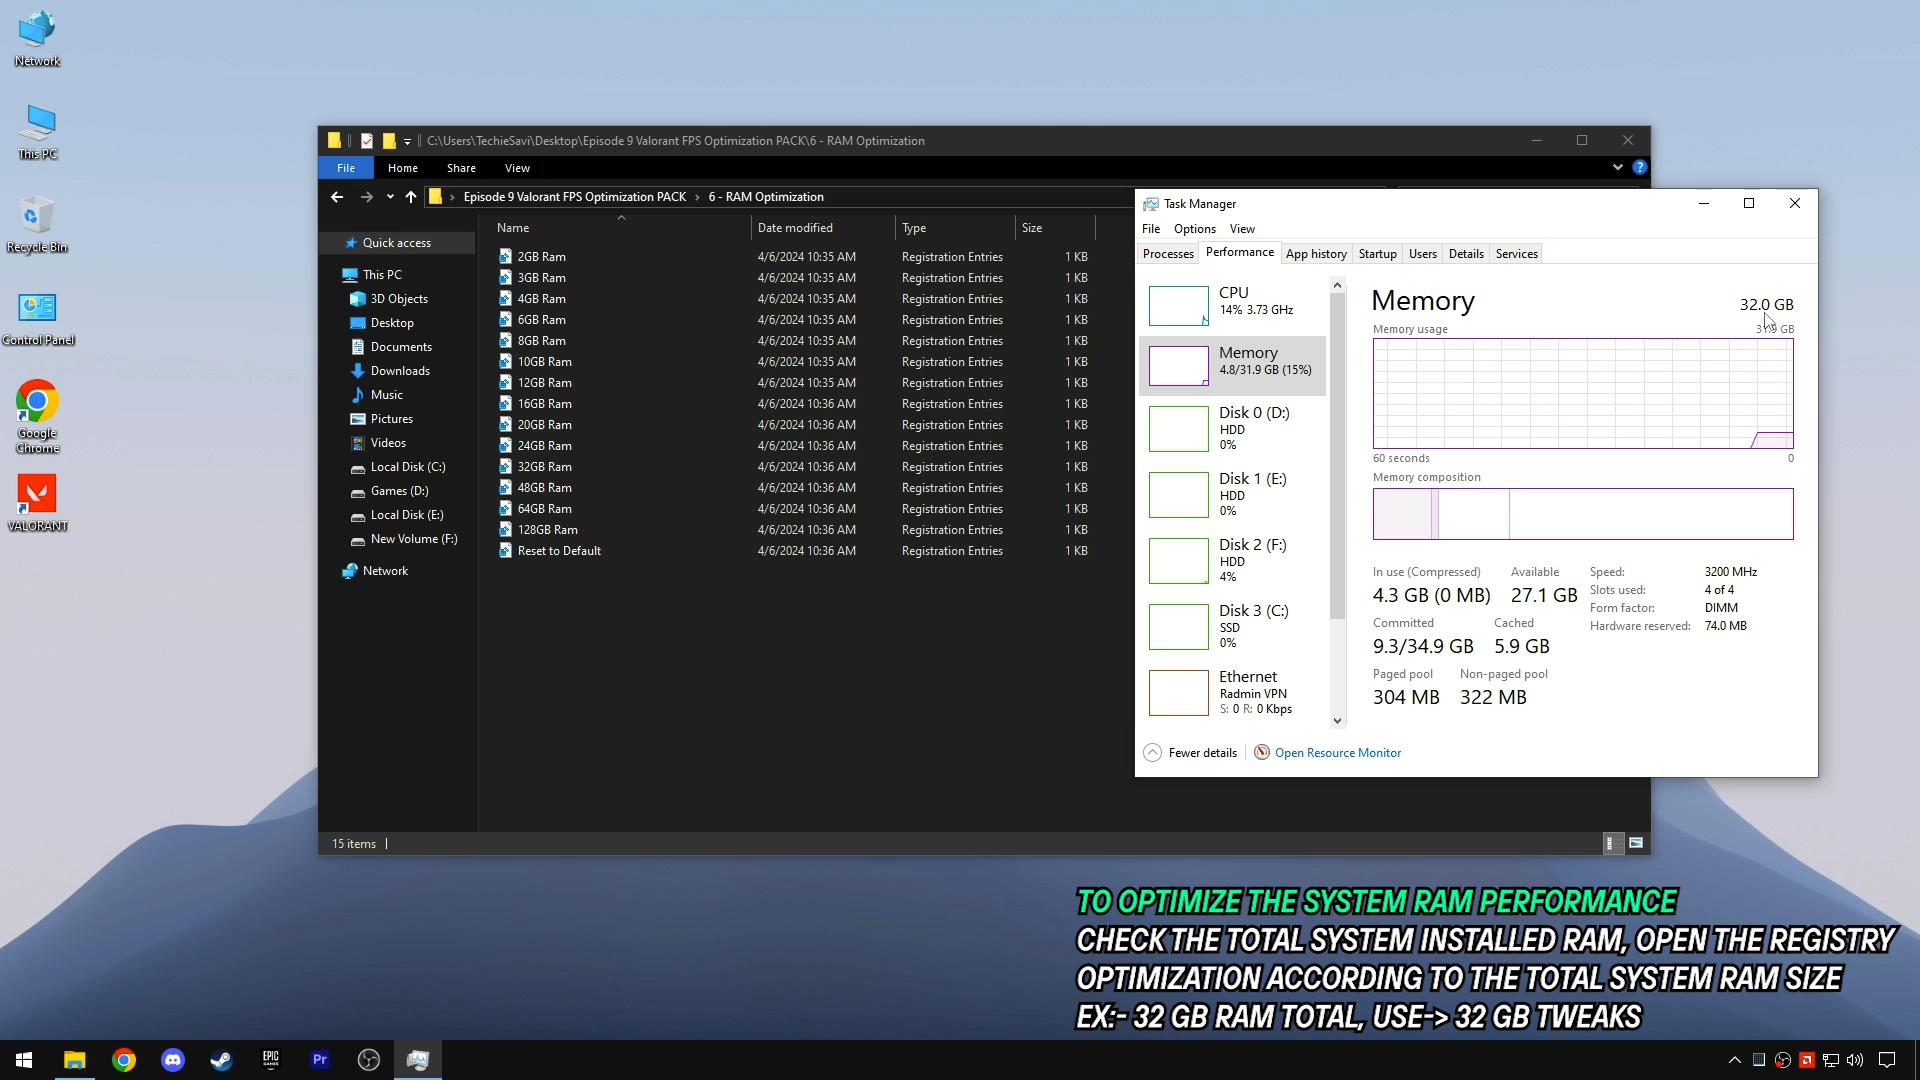 Network
This PC
Recycle Bin
Control Panel
Google
Chrome
VALORANT
C:\Users\TechieSavi\Desktop\Episode 9 Valorant FPS Optimization PACK\6 - RAM Optimization
File Home Share View
Episode 9 Valorant FPS Optimization PACK › 6 - RAM Optimization
Quick access
This PC
3D Objects
Desktop
Documents
Downloads
Music
Pictures
Videos
Local Disk (C:)
Games (D:)
Local Disk (E:)
New Volume (F:)
Network
Name Date modified Type Size
2GB Ram 4/6/2024 10:35 AM Registration Entries 1 KB
3GB Ram 4/6/2024 10:35 AM Registration Entries 1 KB
4GB Ram 4/6/2024 10:35 AM Registration Entries 1 KB
6GB Ram 4/6/2024 10:35 AM Registration Entries 1 KB
8GB Ram 4/6/2024 10:35 AM Registration Entries 1 KB
10GB Ram 4/6/2024 10:35 AM Registration Entries 1 KB
12GB Ram 4/6/2024 10:35 AM Registration Entries 1 KB
16GB Ram 4/6/2024 10:36 AM Registration Entries 1 KB
20GB Ram 4/6/2024 10:36 AM Registration Entries 1 KB
24GB Ram 4/6/2024 10:36 AM Registration Entries 1 KB
32GB Ram 4/6/2024 10:36 AM Registration Entries 1 KB
48GB Ram 4/6/2024 10:36 AM Registration Entries 1 KB
64GB Ram 4/6/2024 10:36 AM Registration Entries 1 KB
128GB Ram 4/6/2024 10:36 AM Registration Entries 1 KB
Reset to Default 4/6/2024 10:36 AM Registration Entries 1 KB
15 items
Task Manager
File Options View
Processes Performance App history Startup Users Details Services
CPU
14% 3.73 GHz
Memory
4.8/31.9 GB (15%)
Disk 0 (D:)
HDD
0%
Disk 1 (E:)
HDD
0%
Disk 2 (F:)
HDD
4%
Disk 3 (C:)
SSD
0%
Ethernet
Radmin VPN
S: 0 R: 0 Kbps
Memory 32.0 GB
Memory usage 31.9 GB
60 seconds 0
Memory composition
In use (Compressed) Available
4.3 GB (0 MB) 27.1 GB
Committed Cached
9.3/34.9 GB 5.9 GB
Paged pool Non-paged pool
304 MB 322 MB
Speed: 3200 MHz
Slots used: 4 of 4
Form factor: DIMM
Hardware reserved: 74.0 MB
Fewer details Open Resource Monitor
TO OPTIMIZE THE SYSTEM RAM PERFORMANCE
CHECK THE TOTAL SYSTEM INSTALLED RAM, OPEN THE REGISTRY
OPTIMIZATION ACCORDING TO THE TOTAL SYSTEM RAM SIZE
EX:- 32 GB RAM TOTAL, USE-> 32 GB TWEAKS
EPIC
GAMES
Pr